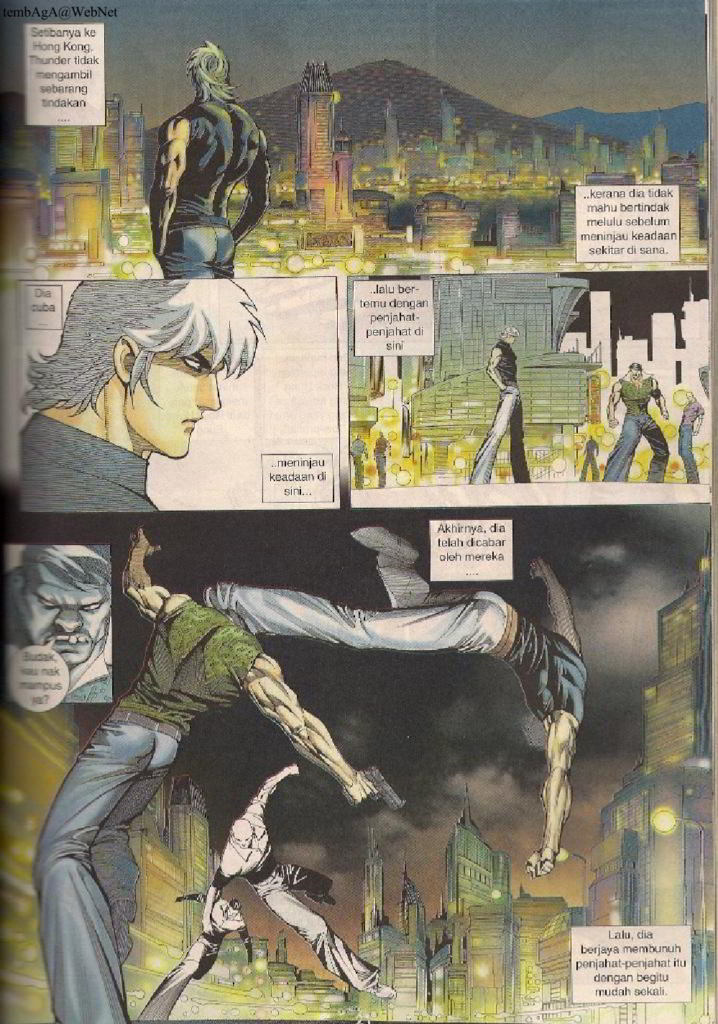 tembAgA@WebNet
Setibanya ke
Hong Kong,
Thunder tidak
mengambil
sebarang
tindakan
....
..kerana dia tidak
mahu bertindak
melulu sebelum
meninjau keadaan
sekitar di sana.
Dia
cuba
...
..meninjau
keadaan di
sini...
..lalu ber-
temu dengan
penjahat-
penjahat di
sini
Akhirnya, dia
telah dicabar
oleh mereka
....
Budak,
kau nak
mampus
ya?
Lalu, dia
berjaya membunuh
penjahat-penjahat itu
dengan begitu
mudah sekali.